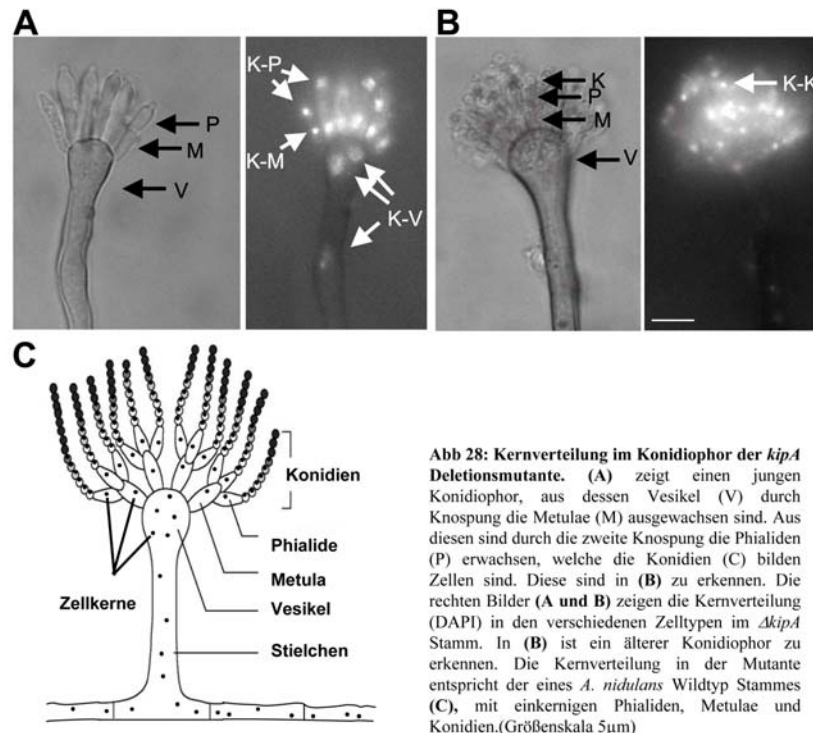 A
K-P
P
K-M
M
V
K-V
B
K
P
M
V
K-K
C
Konidien
Phialide
Metula
Zellkerne
Vesikel
Stielchen
Abb 28: Kernverteilung im Konidiophor der kipA
Deletionsmutante. (A) zeigt einen jungen
Konidiophor, aus dessen Vesikel (V) durch
Knospung die Metulae (M) ausgewachsen sind. Aus
diesen sind durch die zweite Knospung die Phialiden
(P) erwachsen, welche die Konidien (C) bilden
Zellen sind. Diese sind in (B) zu erkennen. Die
rechten Bilder (A und B) zeigen die Kernverteilung
(DAPI) in den verschiedenen Zelltypen im ΔkipA
Stamm. In (B) ist ein älterer Konidiophor zu
erkennen. Die Kernverteilung in der Mutante
entspricht der eines A. nidulans Wildtyp Stammes
(C), mit einkernigen Phialiden, Metulae und
Konidien.(Größenskala 5µm)